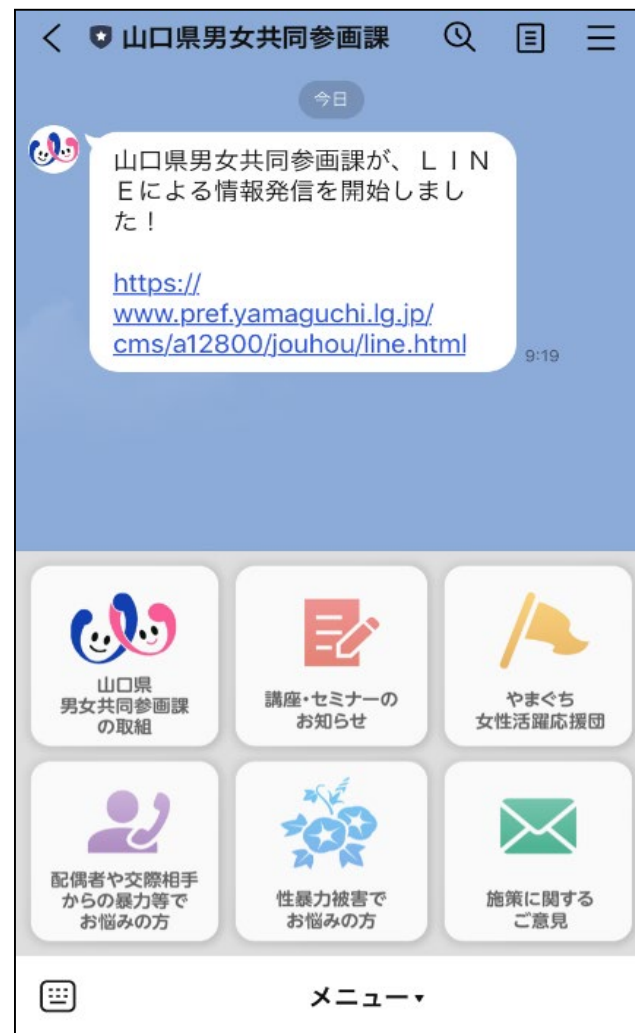 山口県男女共同参画課
今日
山口県男女共同参画課が、ＬＩＮ
Ｅによる情報発信を開始しまし
た！
https://
www.pref.yamaguchi.lg.jp/
cms/a12800/jouhou/line.html
9:19
山口県
男女共同参画課
の取組
講座・セミナーの
お知らせ
やまぐち
女性活躍応援団
配偶者や交際相手
からの暴力等で
お悩みの方
性暴力被害で
お悩みの方
施策に関する
ご意見
メニュー▾